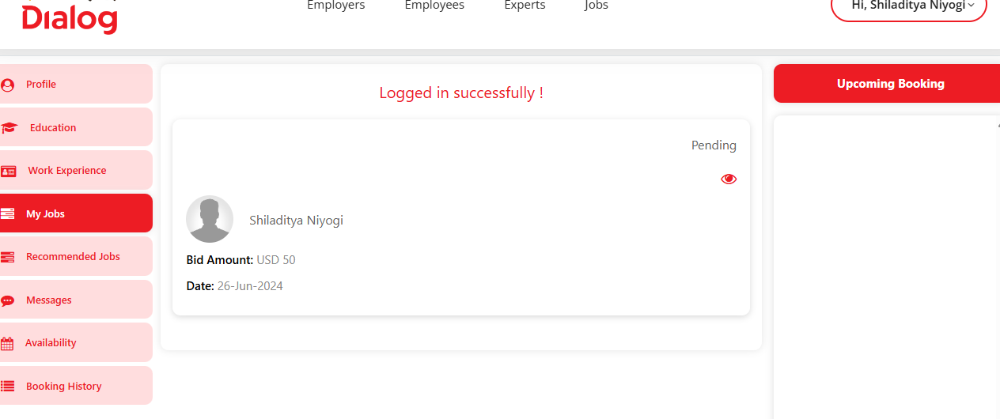 Dialog
Employers Employees Experts Jobs
Hi, Shiladitya Niyogi
Profile
Education
Work Experience
My Jobs
Recommended Jobs
Messages
Availability
Booking History
Logged in successfully !
Pending
Shiladitya Niyogi
Bid Amount: USD 50
Date: 26-Jun-2024
Upcoming Booking